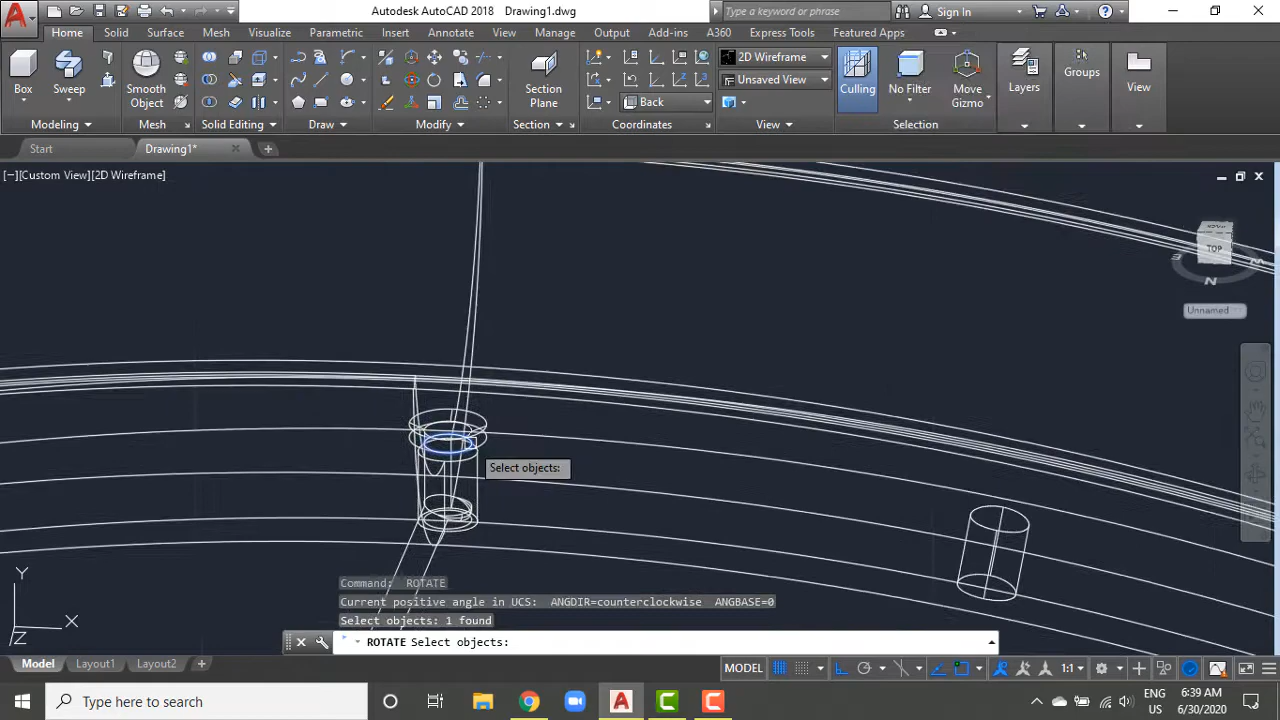 Autodesk AutoCAD 2018 Drawing1.dwg
Type a keyword or phrase
Sign In
Home Solid Surface Mesh Visualize Parametric Insert Annotate View Manage Output Add-ins A360 Express Tools Featured Apps
Box
Sweep
Smooth Object
Section Plane
Back
2D Wireframe
Unsaved View
Culling
No Filter
Move Gizmo
Layers
Groups
View
Modeling Mesh Solid Editing Draw Modify Section Coordinates View Selection
Start Drawing1*
[−][Custom View][2D Wireframe]
TOP
N
Unnamed
Select objects:
Command: ROTATE
Current positive angle in UCS: ANGDIR=counterclockwise ANGBASE=0
Select objects: 1 found
ROTATE Select objects:
Y
X
Z
Model Layout1 Layout2
MODEL
1:1
Type here to search
ENG
US
6:39 AM
6/30/2020